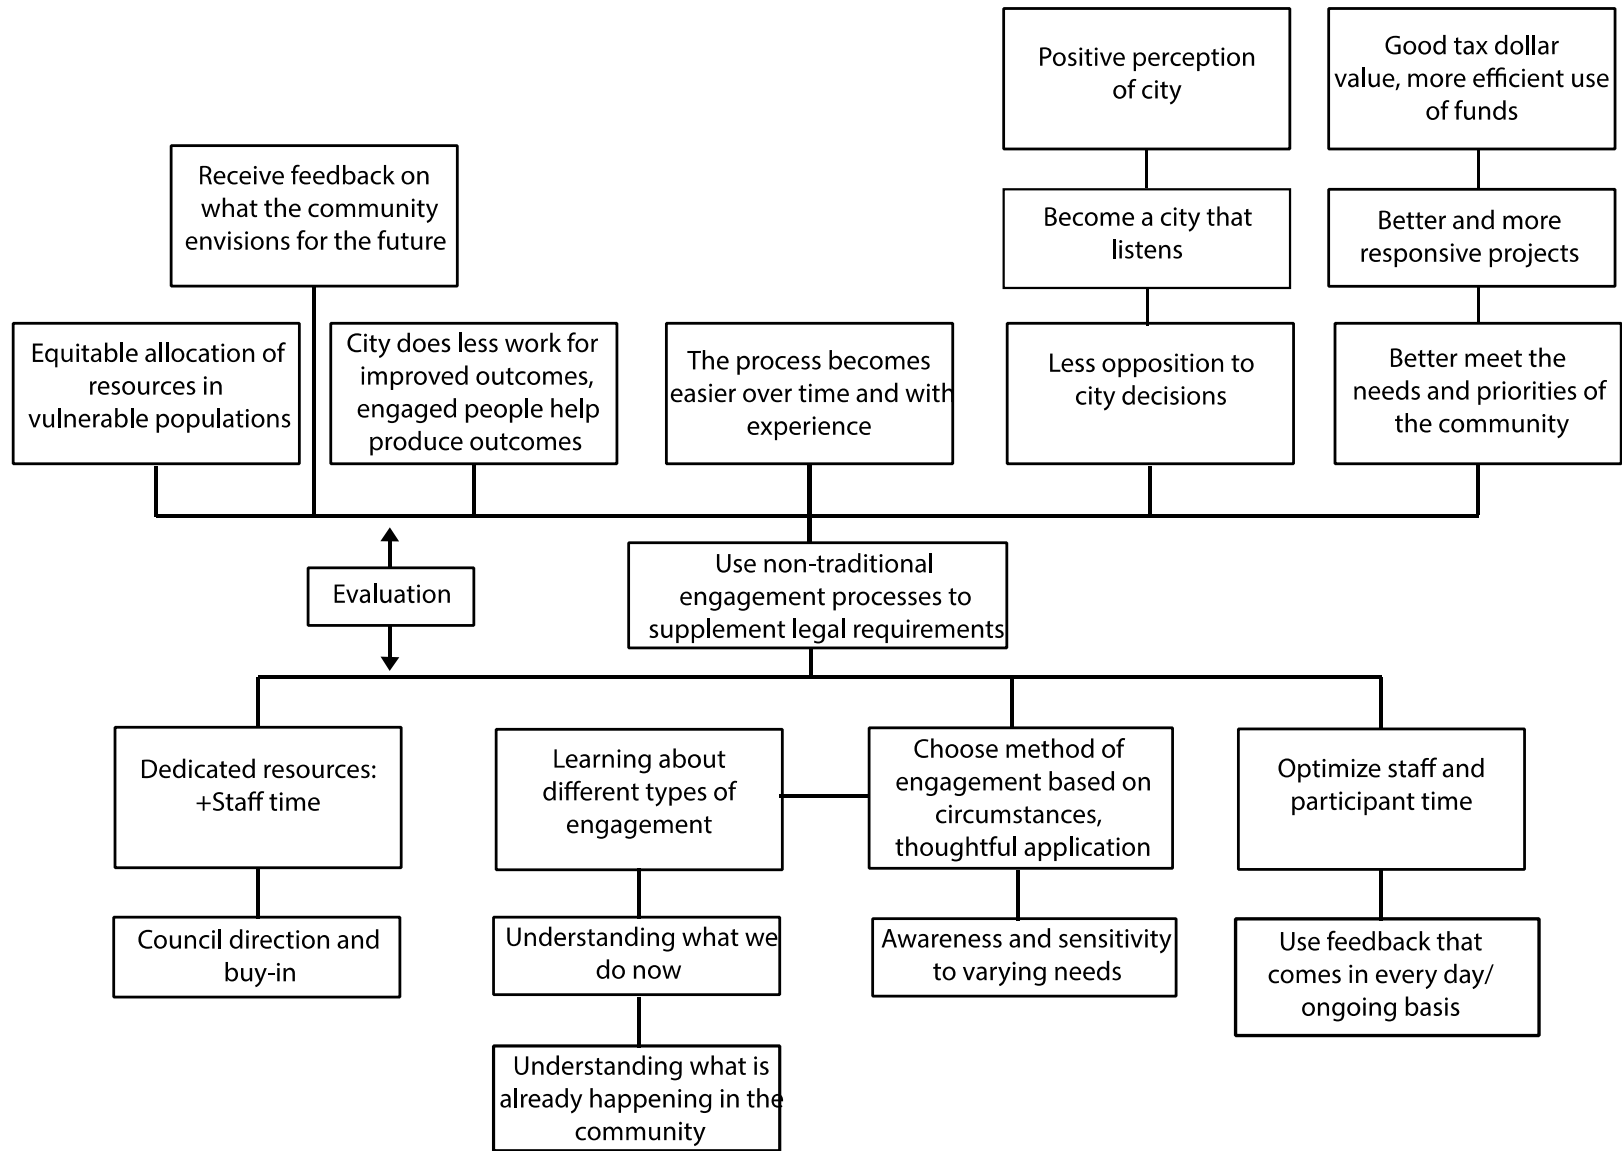 Positive perception
of city
Good tax dollar
value, more efficient use
of funds
Receive feedback on
what the community
envisions for the future
Become a city that
listens
Better and more
responsive projects
Equitable allocation of
resources in
vulnerable populations
City does less work for
improved outcomes,
engaged people help
produce outcomes
The process becomes
easier over time and with
experience
Less opposition to
city decisions
Better meet the
needs and priorities of
the community
Evaluation
Use non-traditional
engagement processes to
supplement legal requirements
Dedicated resources:
+Staff time
Learning about
different types of
engagement
Choose method of
engagement based on
circumstances,
thoughtful application
Optimize staff and
participant time
Council direction and
buy-in
Understanding what we
do now
Awareness and sensitivity
to varying needs
Use feedback that
comes in every day/
ongoing basis
Understanding what is
already happening in the
community